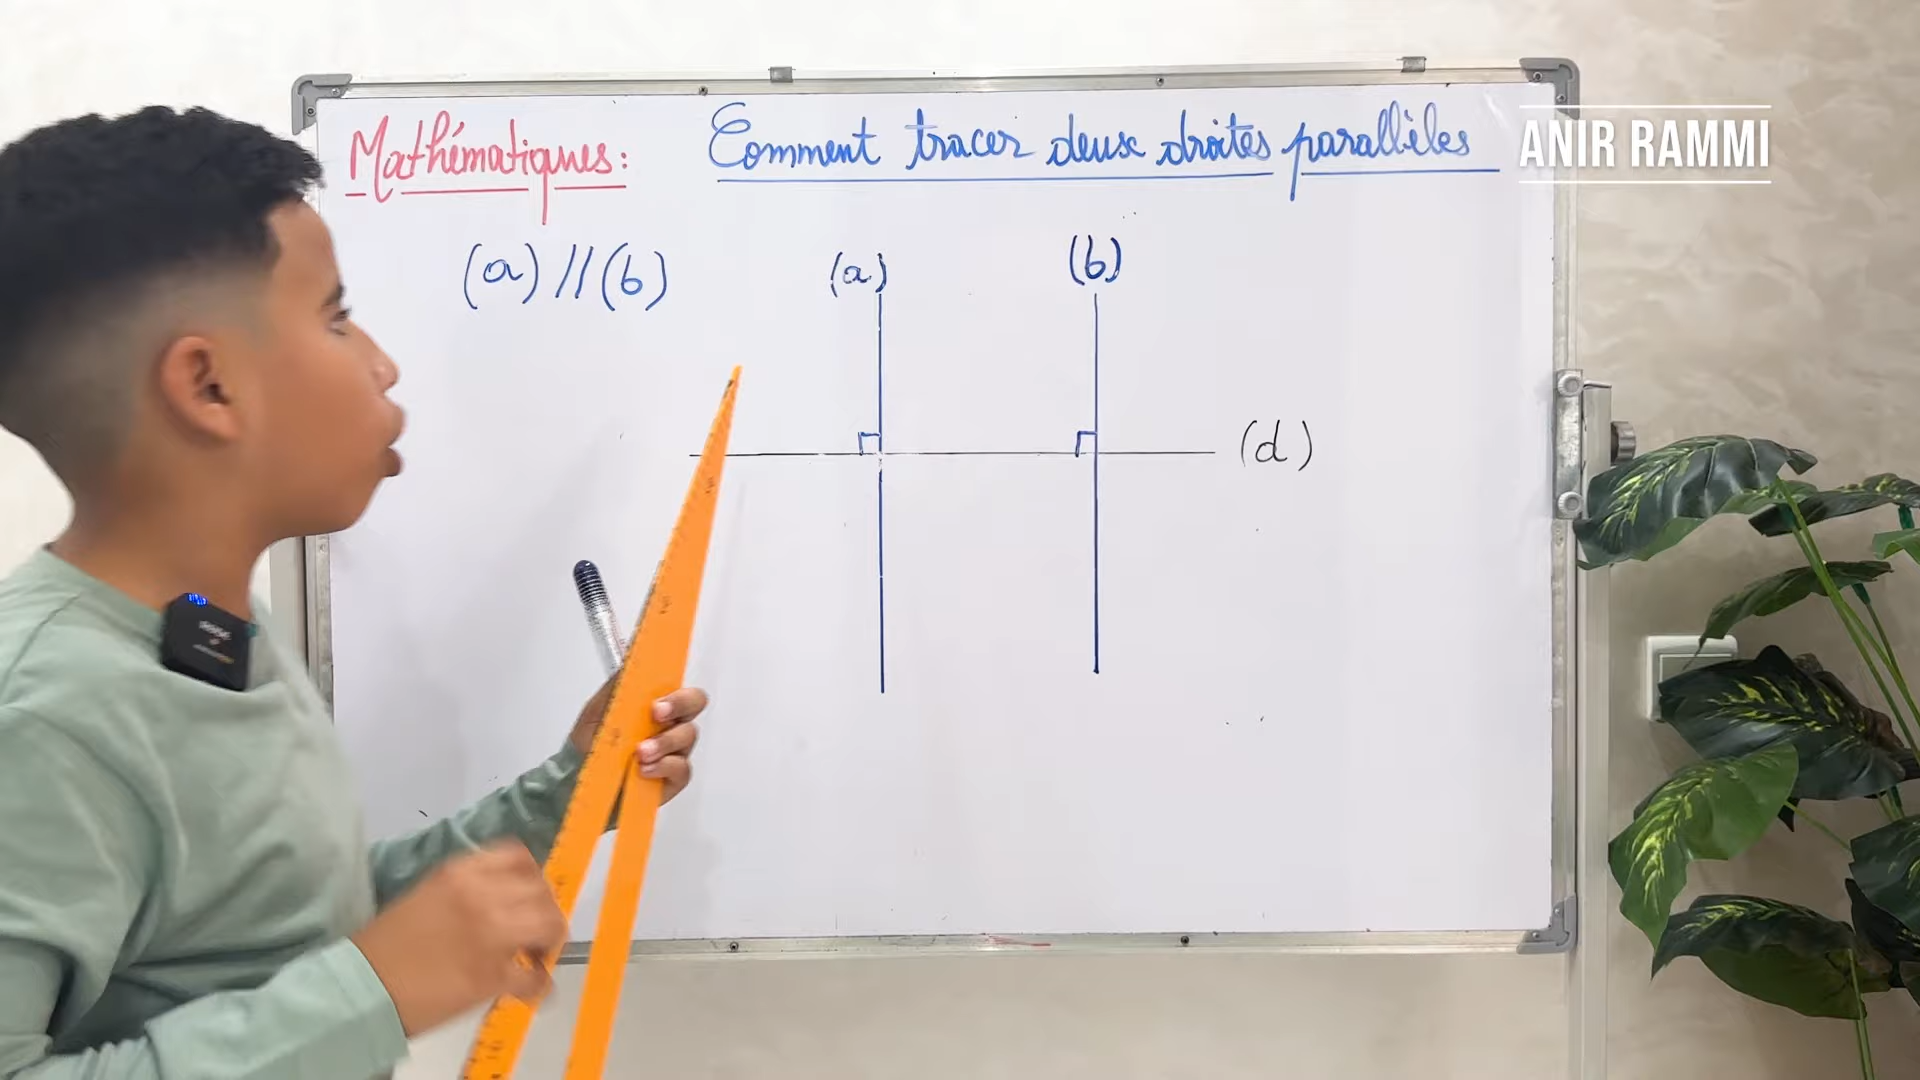 Mathématiques: Comment tracer deux droites parallèles
ANIR RAMMI
(a) // (b)
(a)
(b)
(d)